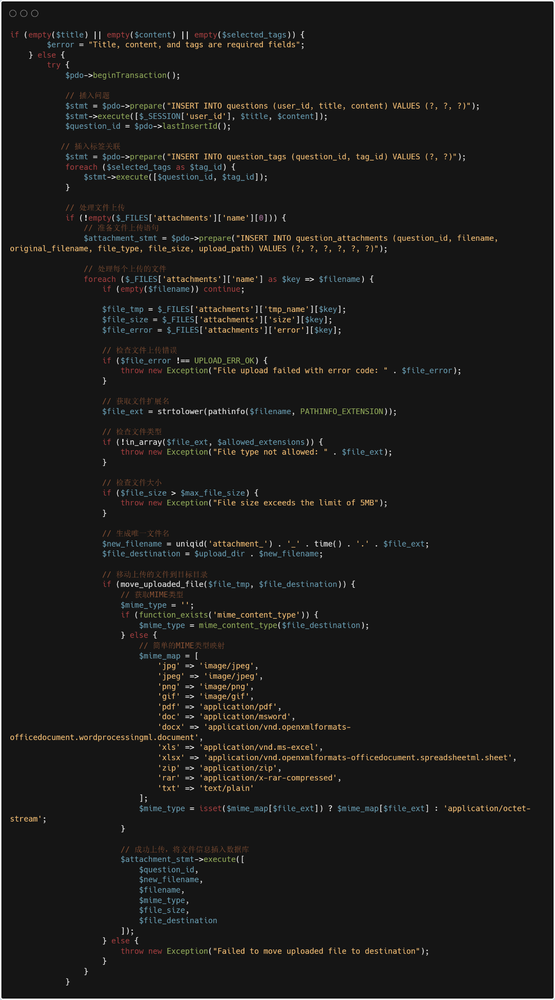 if (empty($title) || empty($content) || empty($selected_tags)) {
        $error = "Title, content, and tags are required fields";
    } else {
        try {
            $pdo->beginTransaction();

            // 插入问题
            $stmt = $pdo->prepare("INSERT INTO questions (user_id, title, content) VALUES (?, ?, ?)");
            $stmt->execute([$_SESSION['user_id'], $title, $content]);
            $question_id = $pdo->lastInsertId();

           // 插入标签关联
            $stmt = $pdo->prepare("INSERT INTO question_tags (question_id, tag_id) VALUES (?, ?)");
            foreach ($selected_tags as $tag_id) {
                $stmt->execute([$question_id, $tag_id]);
            }

            // 处理文件上传
            if (!empty($_FILES['attachments']['name'][0])) {
                // 准备文件上传语句
                $attachment_stmt = $pdo->prepare("INSERT INTO question_attachments (question_id, filename,
original_filename, file_type, file_size, upload_path) VALUES (?, ?, ?, ?, ?, ?)");

                // 处理每个上传的文件
                foreach ($_FILES['attachments']['name'] as $key => $filename) {
                    if (empty($filename)) continue;

                    $file_tmp = $_FILES['attachments']['tmp_name'][$key];
                    $file_size = $_FILES['attachments']['size'][$key];
                    $file_error = $_FILES['attachments']['error'][$key];

                    // 检查文件上传错误
                    if ($file_error !== UPLOAD_ERR_OK) {
                        throw new Exception("File upload failed with error code: " . $file_error);
                    }

                    // 获取文件扩展名
                    $file_ext = strtolower(pathinfo($filename, PATHINFO_EXTENSION));

                    // 检查文件类型
                    if (!in_array($file_ext, $allowed_extensions)) {
                        throw new Exception("File type not allowed: " . $file_ext);
                    }

                    // 检查文件大小
                    if ($file_size > $max_file_size) {
                        throw new Exception("File size exceeds the limit of 5MB");
                    }

                    // 生成唯一文件名
                    $new_filename = uniqid('attachment_') . '_' . time() . '.' . $file_ext;
                    $file_destination = $upload_dir . $new_filename;

                    // 移动上传的文件到目标目录
                    if (move_uploaded_file($file_tmp, $file_destination)) {
                        // 获取MIME类型
                        $mime_type = '';
                        if (function_exists('mime_content_type')) {
                            $mime_type = mime_content_type($file_destination);
                        } else {
                            // 简单的MIME类型映射
                            $mime_map = [
                                'jpg' => 'image/jpeg',
                                'jpeg' => 'image/jpeg',
                                'png' => 'image/png',
                                'gif' => 'image/gif',
                                'pdf' => 'application/pdf',
                                'doc' => 'application/msword',
                                'docx' => 'application/vnd.openxmlformats-
officedocument.wordprocessingml.document',
                                'xls' => 'application/vnd.ms-excel',
                                'xlsx' => 'application/vnd.openxmlformats-officedocument.spreadsheetml.sheet',
                                'zip' => 'application/zip',
                                'rar' => 'application/x-rar-compressed',
                                'txt' => 'text/plain'
                            ];
                            $mime_type = isset($mime_map[$file_ext]) ? $mime_map[$file_ext] : 'application/octet-
stream';
                        }

                        // 成功上传，将文件信息插入数据库
                        $attachment_stmt->execute([
                            $question_id,
                            $new_filename,
                            $filename,
                            $mime_type,
                            $file_size,
                            $file_destination
                        ]);
                    } else {
                        throw new Exception("Failed to move uploaded file to destination");
                    }
                }
            }